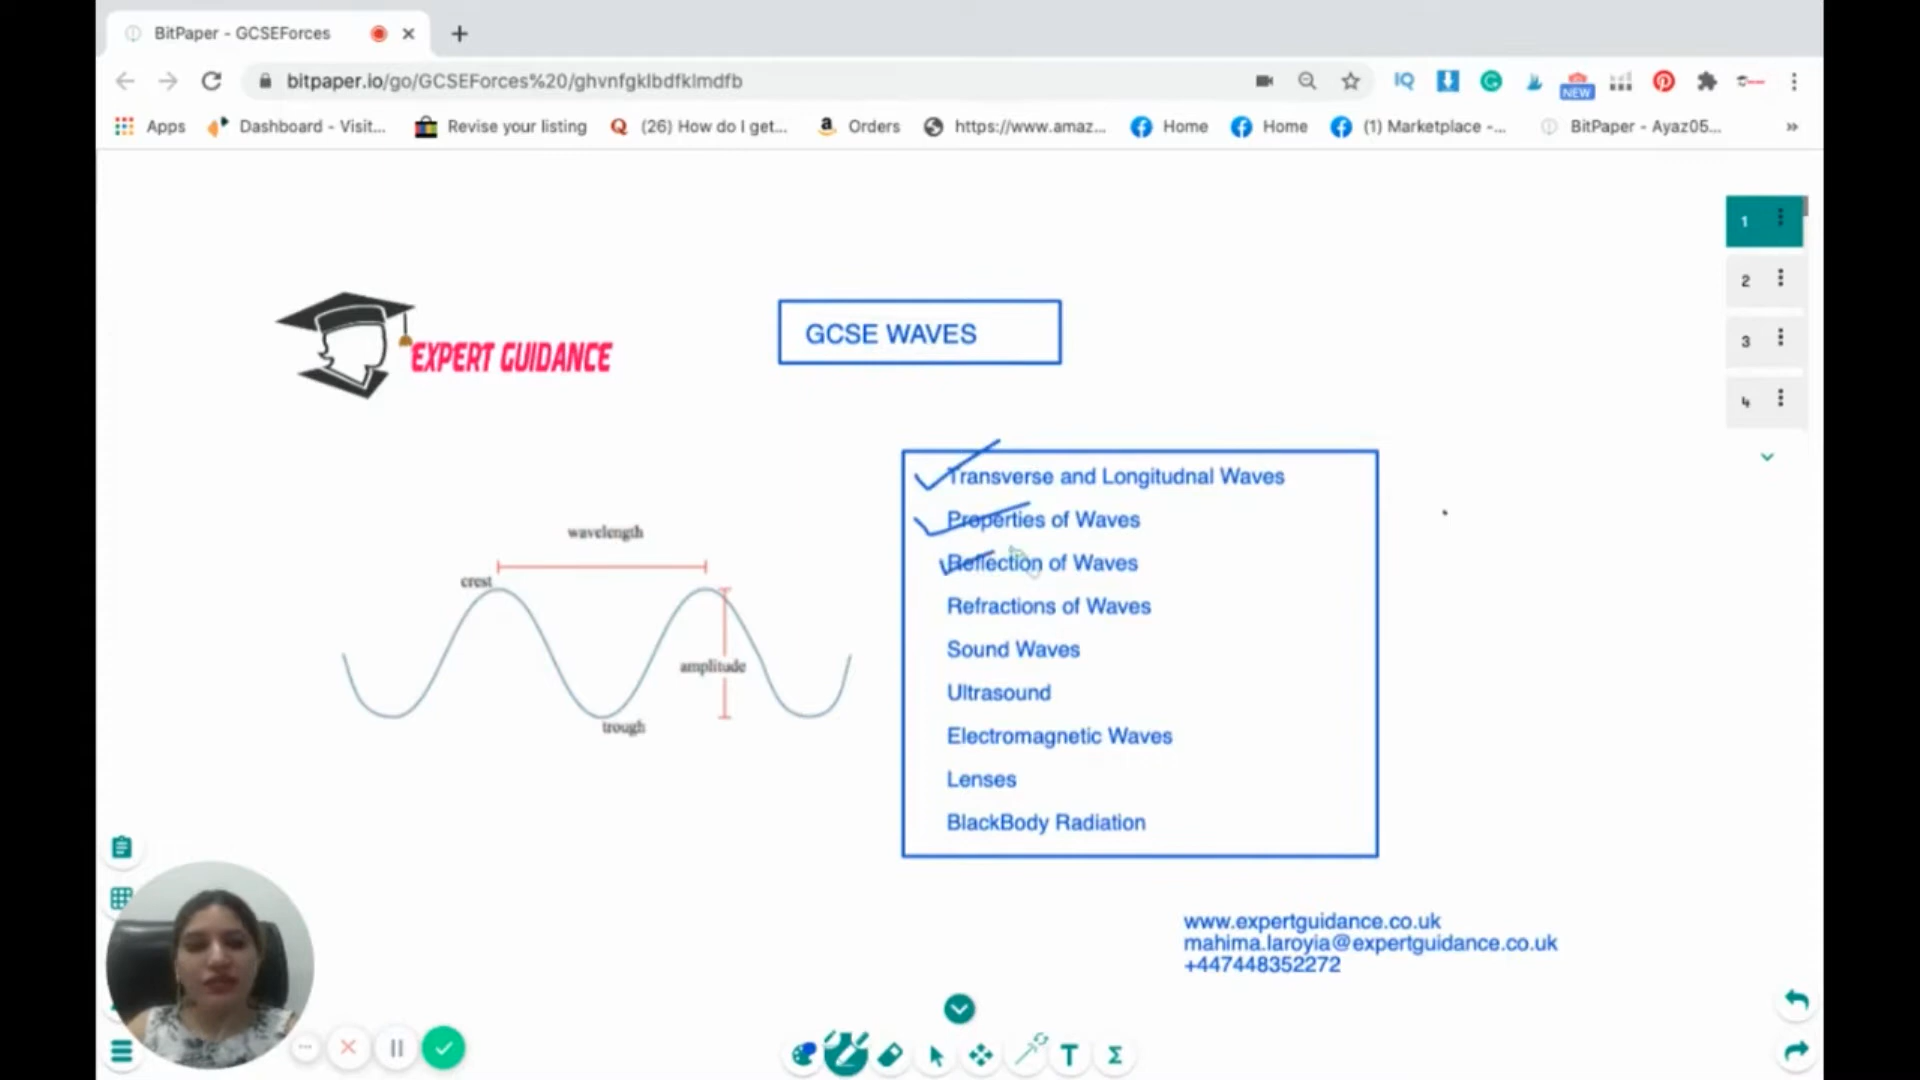 BitPaper - GCSEForces
bitpaper.io/go/GCSEForces%20/ghvnfgklbdfklmdfb
IQ
NEW
Apps
Dashboard - Visit...
Revise your listing
(26) How do I get...
Orders
https://www.amaz...
Home
Home
(1) Marketplace -...
BitPaper - Ayaz05...
1
2
3
4
EXPERT GUIDANCE
GCSE WAVES
wavelength
crest
amplitude
trough
Transverse and Longitudnal Waves
Properties of Waves
Reflection of Waves
Refractions of Waves
Sound Waves
Ultrasound
Electromagnetic Waves
Lenses
BlackBody Radiation
www.expertguidance.co.uk
mahima.laroyia@expertguidance.co.uk
+447448352272